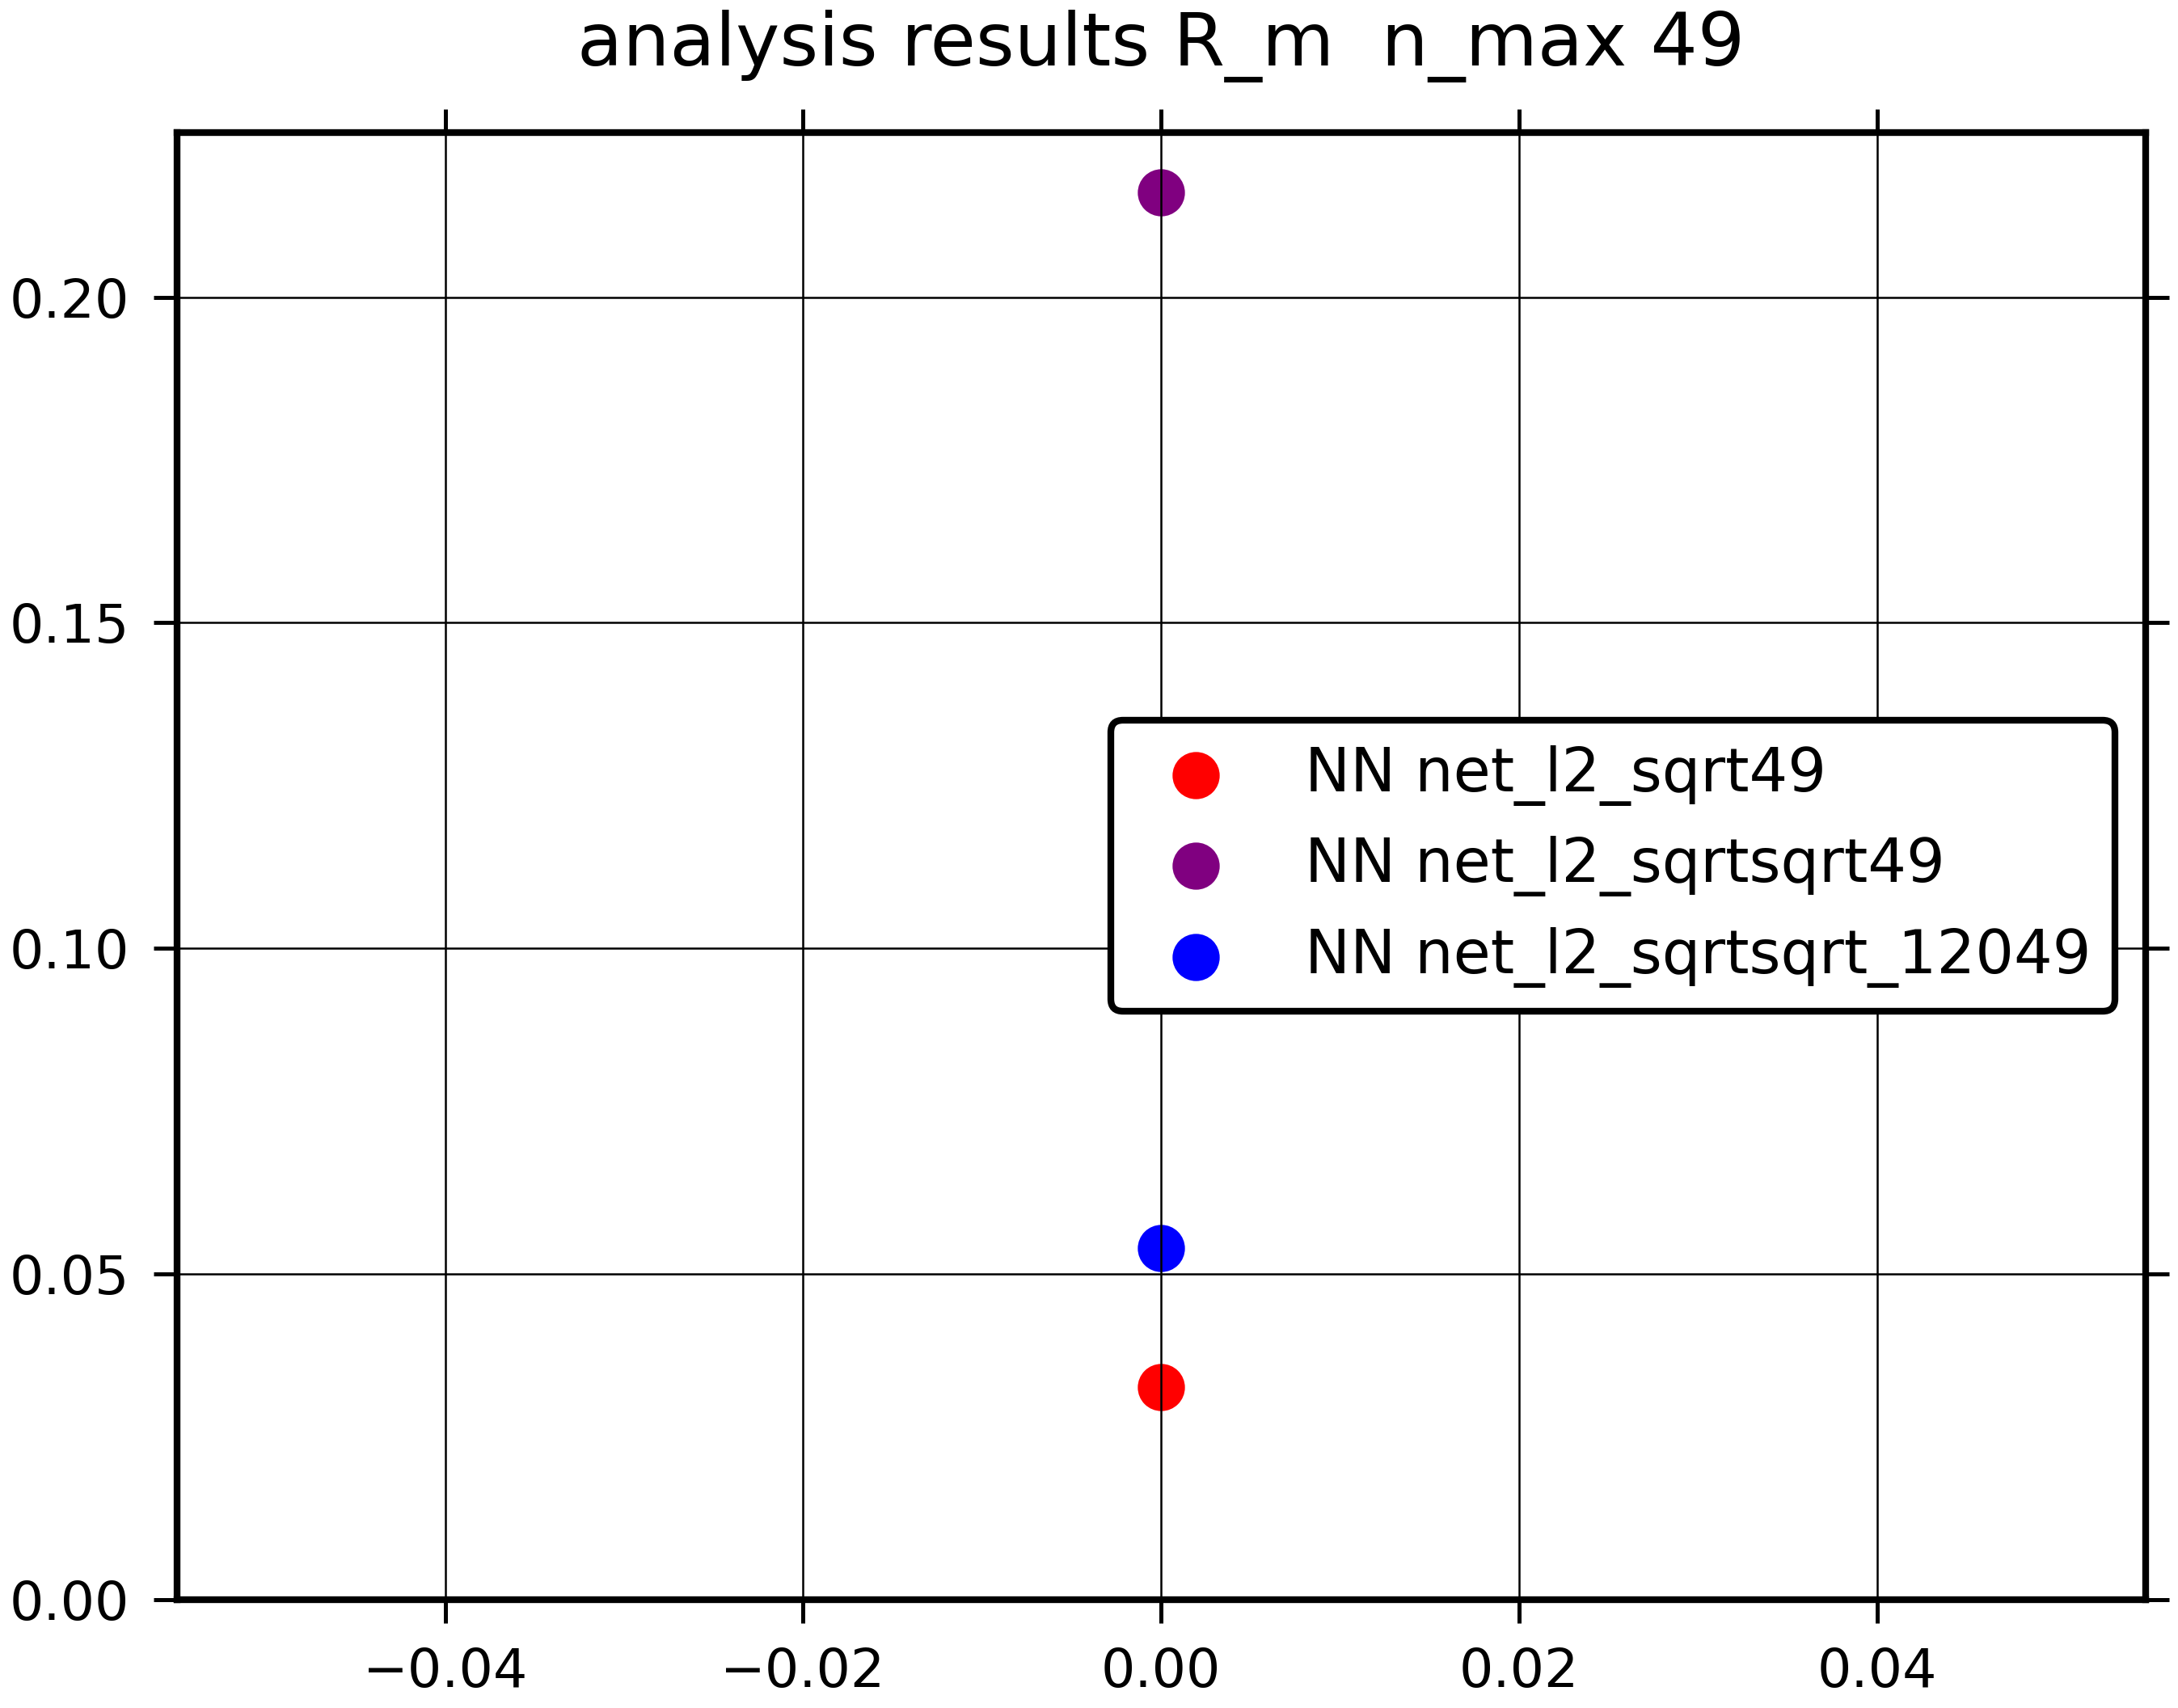 analysis results R_m  n_max 49
0.20
0.15
0.10
0.05
0.00
NN net_l2_sqrt49
NN net_l2_sqrtsqrt49
NN net_l2_sqrtsqrt_12049
−0.04
−0.02
0.00
0.02
0.04